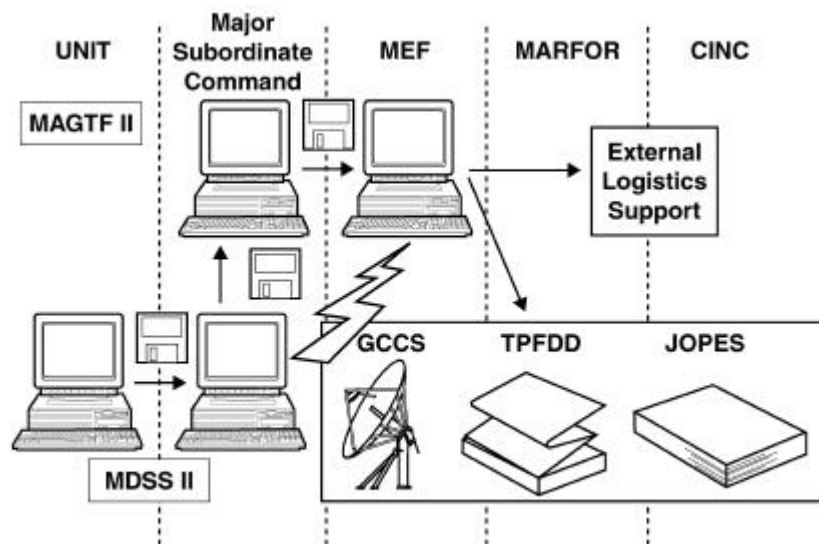 UNIT
Major
Subordinate
Command
MEF
MARFOR
CINC
MAGTF II
External
Logistics
Support
GCCS
TPFDD
JOPES
MDSS II